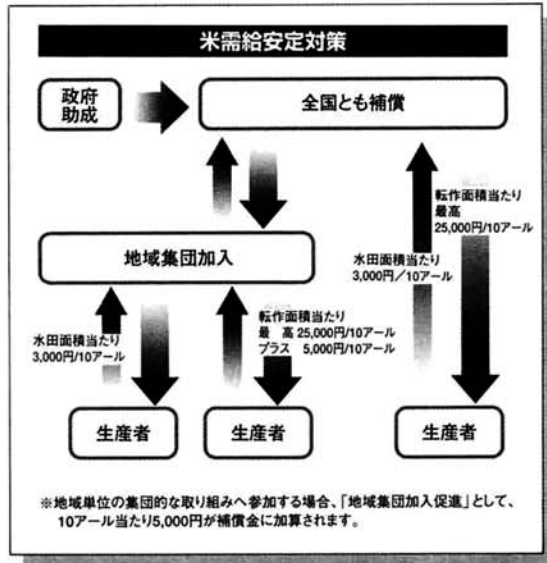 米需給安定対策
政府
助成
全国とも補償
転作面積当たり
最高
25,000円/10アール
水田面積当たり
3,000円／10アール
地域集団加入
水田面積当たり
3,000円/10アール
転作面積当たり
最　高 25,000円/10アール
プラス　5,000円/10アール
生産者
生産者
生産者
※地域単位の集団的な取り組みへ参加する場合、「地域集団加入促進」として、
10アール当たり5,000円が補償金に加算されます。